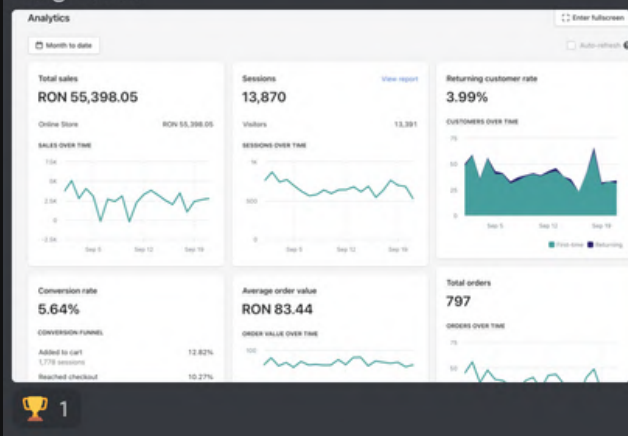 Analytics
Enter fullscreen
Month to date
Auto-refresh
Total sales
RON 55,398.05
Online Store RON 55,398.05
SALES OVER TIME
7.5K
5K
2.5K
0
-2.5K
Sep 5 Sep 12 Sep 19
Sessions View report
13,870
Visitors 13,391
SESSIONS OVER TIME
1K
500
0
Sep 5 Sep 12 Sep 19
Returning customer rate
3.99%
CUSTOMERS OVER TIME
75
50
25
0
Sep 5 Sep 12 Sep 19
First-time Returning
Conversion rate
5.64%
CONVERSION FUNNEL
Added to cart 12.82%
1,778 sessions
Reached checkout 10.27%
Average order value
RON 83.44
ORDER VALUE OVER TIME
100
Total orders
797
ORDERS OVER TIME
75
50
1